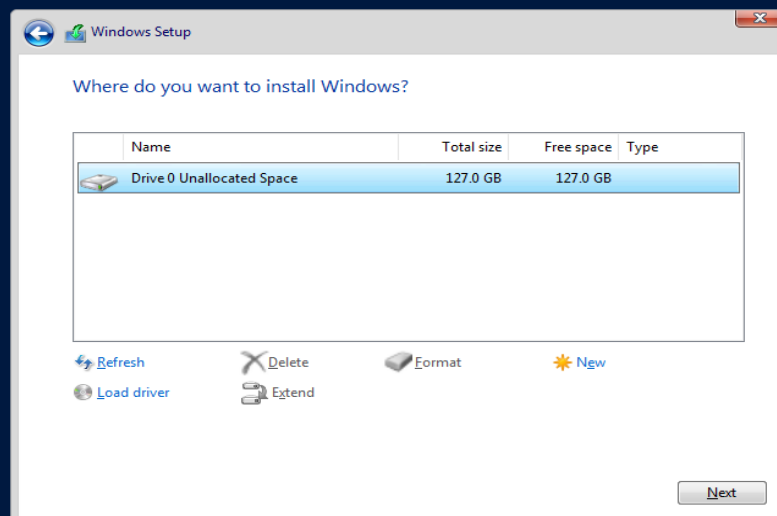 Windows Setup
Where do you want to install Windows?
Name Total size Free space Type
Drive 0 Unallocated Space 127.0 GB 127.0 GB
Refresh Delete Format New
Load driver Extend
Next